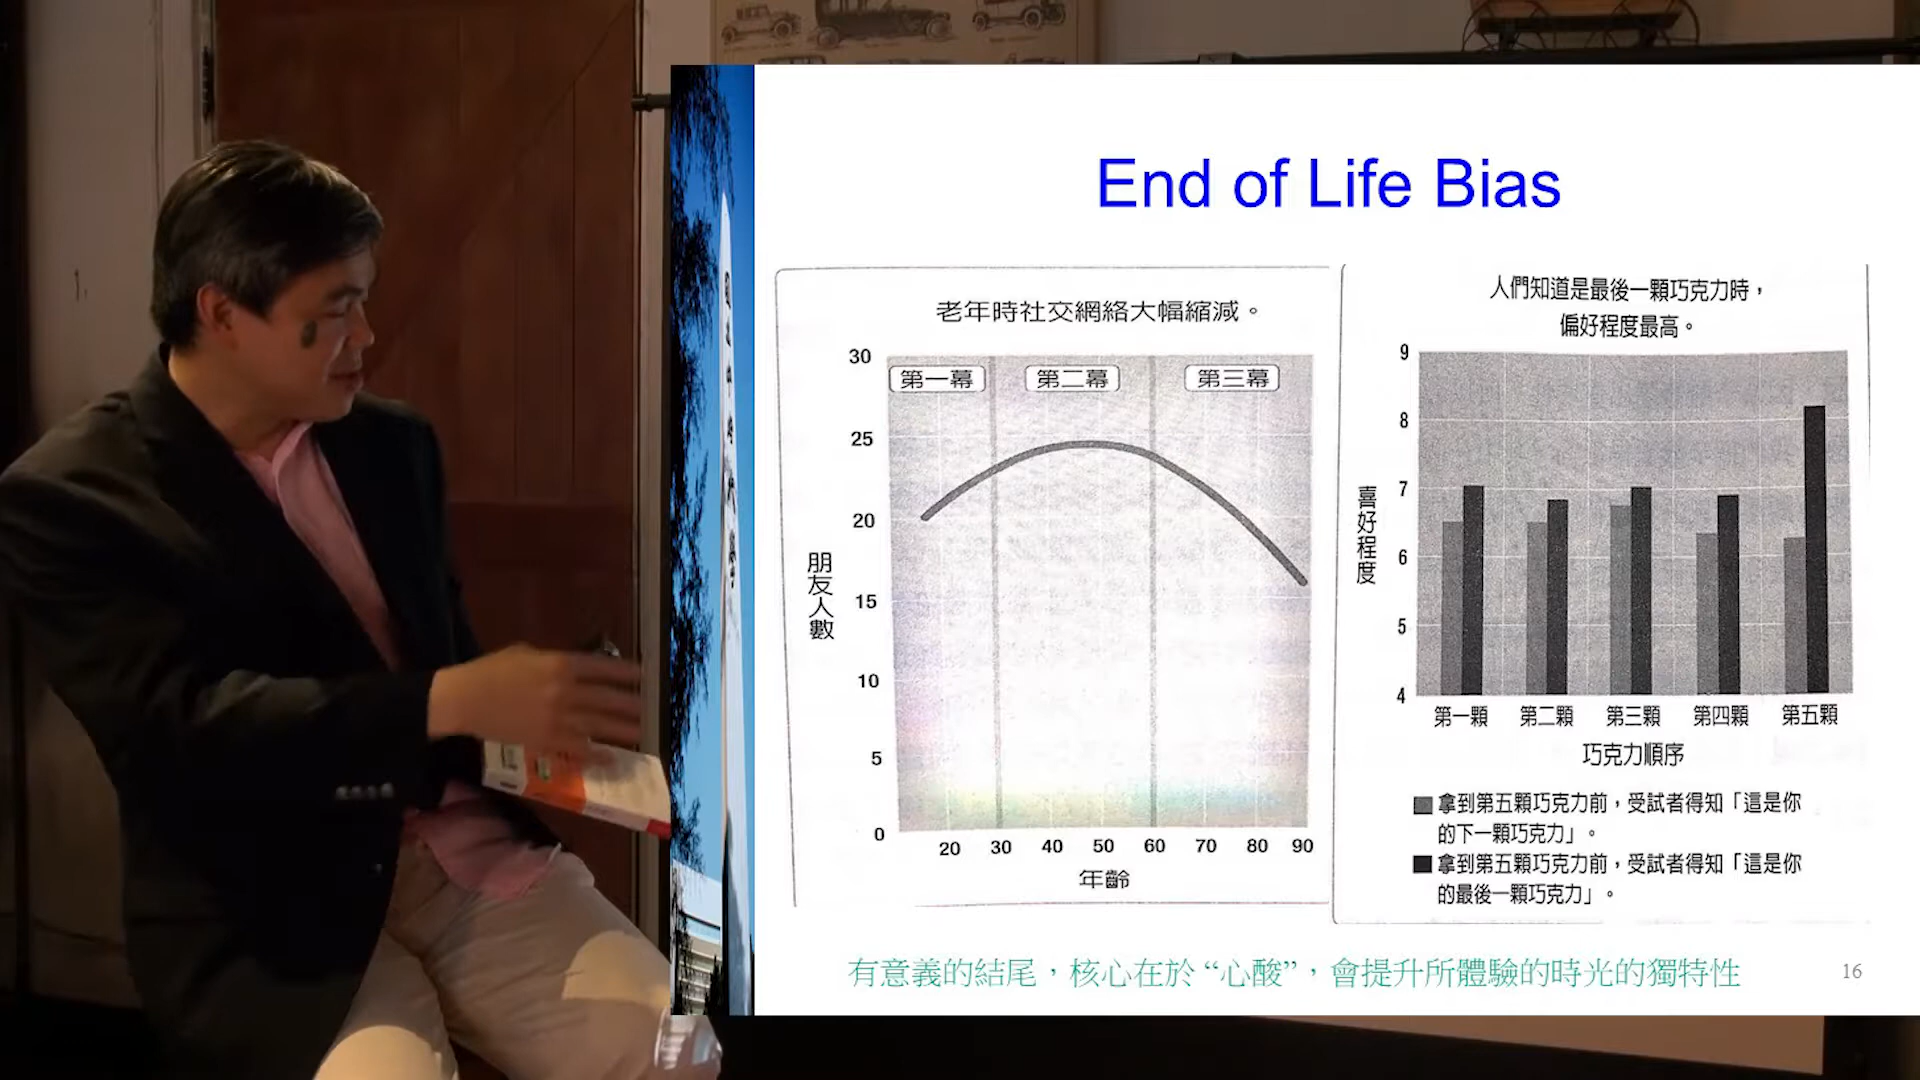 End of Life Bias
老年時社交網絡大幅縮減。
30
25
20
15
10
5
0
第一幕
第二幕
第三幕
朋友人數
20 30 40 50 60 70 80 90
年齡
人們知道是最後一顆巧克力時，
偏好程度最高。
9
8
7
6
5
4
喜好程度
第一顆 第二顆 第三顆 第四顆 第五顆
巧克力順序
拿到第五顆巧克力前，受試者得知「這是你
的下一顆巧克力」。
拿到第五顆巧克力前，受試者得知「這是你
的最後一顆巧克力」。
有意義的結尾，核心在於 “心酸”，會提升所體驗的時光的獨特性
16